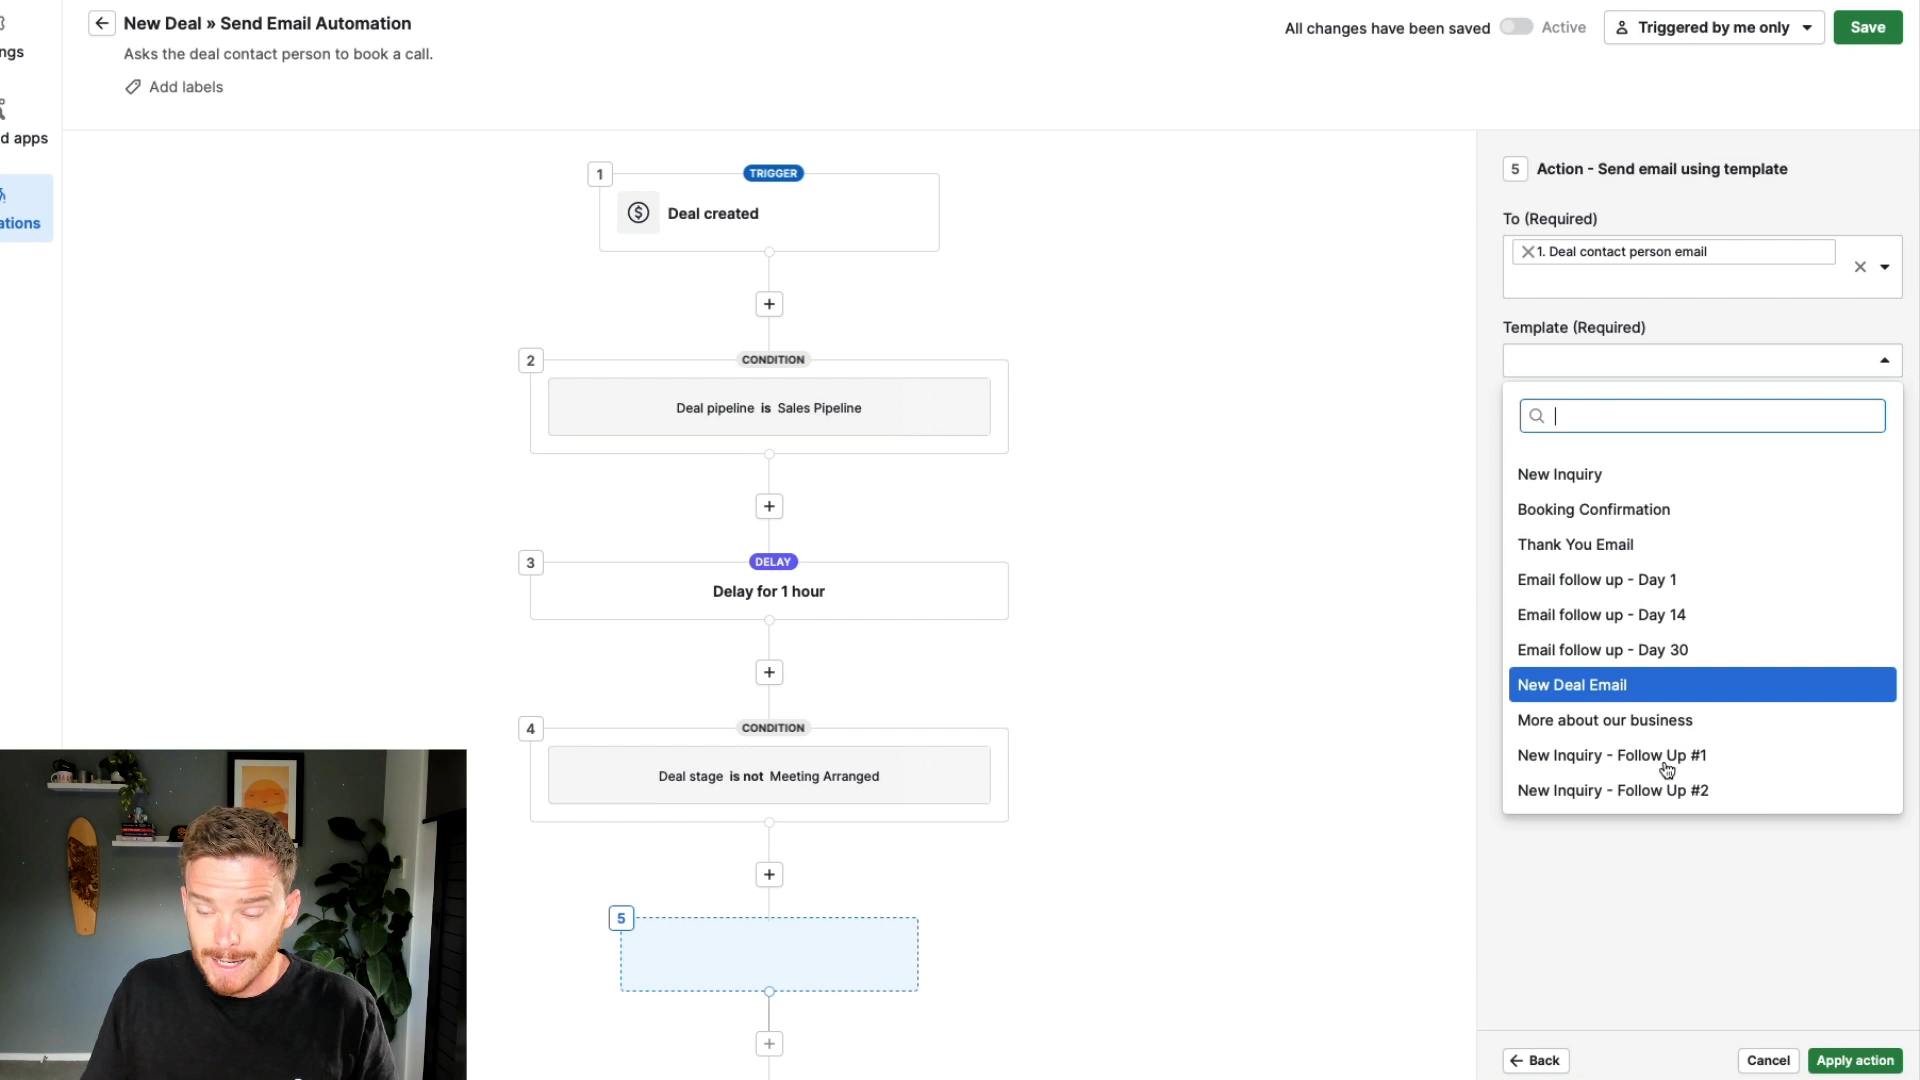 New Deal » Send Email Automation
Asks the deal contact person to book a call.
Add labels
All changes have been saved
Active
Triggered by me only
Save
ngs
d apps
ations
1
TRIGGER
Deal created
2
CONDITION
Deal pipeline is Sales Pipeline
3
DELAY
Delay for 1 hour
4
CONDITION
Deal stage is not Meeting Arranged
5
5 Action - Send email using template
To (Required)
1. Deal contact person email
Template (Required)
New Inquiry
Booking Confirmation
Thank You Email
Email follow up - Day 1
Email follow up - Day 14
Email follow up - Day 30
New Deal Email
More about our business
New Inquiry - Follow Up #1
New Inquiry - Follow Up #2
Back
Cancel
Apply action